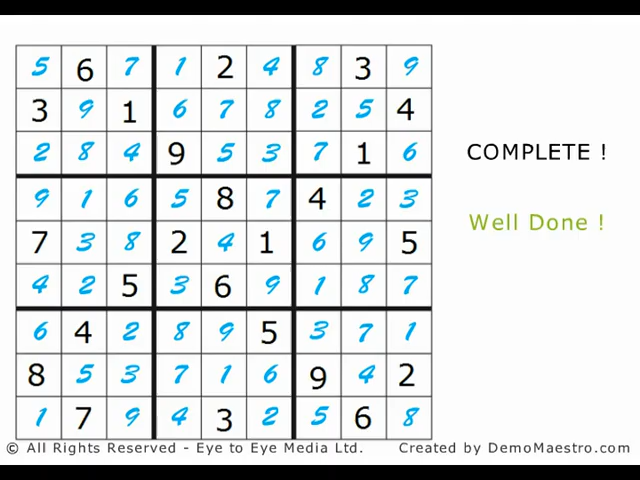 5 6 7 1 2 4 8 3 9
3 9 1 6 7 8 2 5 4
2 8 4 9 5 3 7 1 6
COMPLETE !
9 1 6 5 8 7 4 2 3
Well Done !
7 3 8 2 4 1 6 9 5
4 2 5 3 6 9 1 8 7
6 4 2 8 9 5 3 7 1
8 5 3 7 1 6 9 4 2
1 7 9 4 3 2 5 6 8
© All Rights Reserved - Eye to Eye Media Ltd. Created by DemoMaestro.com